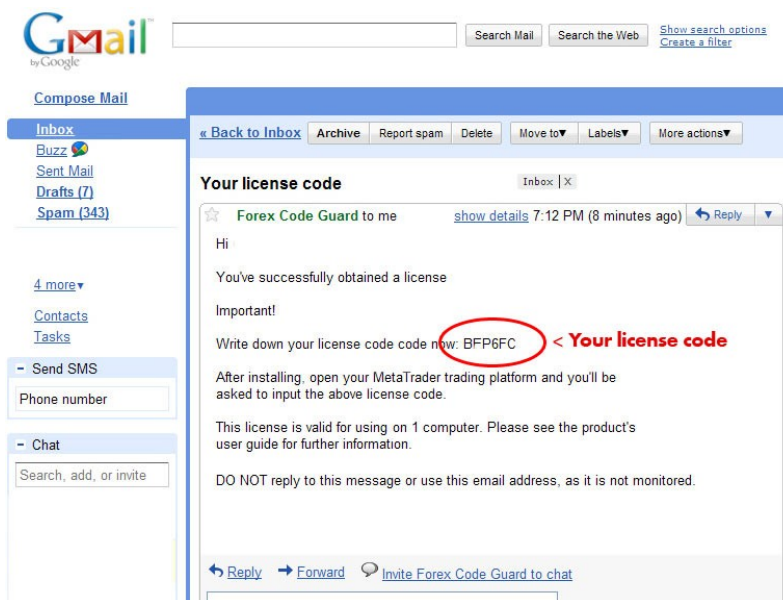 Gmail
by Google
Search Mail
Search the Web
Show search options
Create a filter
Compose Mail
Inbox
Buzz
Sent Mail
Drafts (7)
Spam (343)
4 more▾
Contacts
Tasks
− Send SMS
Phone number
− Chat
Search, add, or invite
« Back to Inbox Archive Report spam Delete Move to▾ Labels▾ More actions▾
Your license code Inbox | X
Forex Code Guard to me show details 7:12 PM (8 minutes ago) Reply ▾
Hi
You've successfully obtained a license
Important!
Write down your license code code now: BFP6FC < Your license code
After installing, open your MetaTrader trading platform and you'll be
asked to input the above license code.
This license is valid for using on 1 computer. Please see the product's
user guide for further information.
DO NOT reply to this message or use this email address, as it is not monitored.
Reply Forward Invite Forex Code Guard to chat